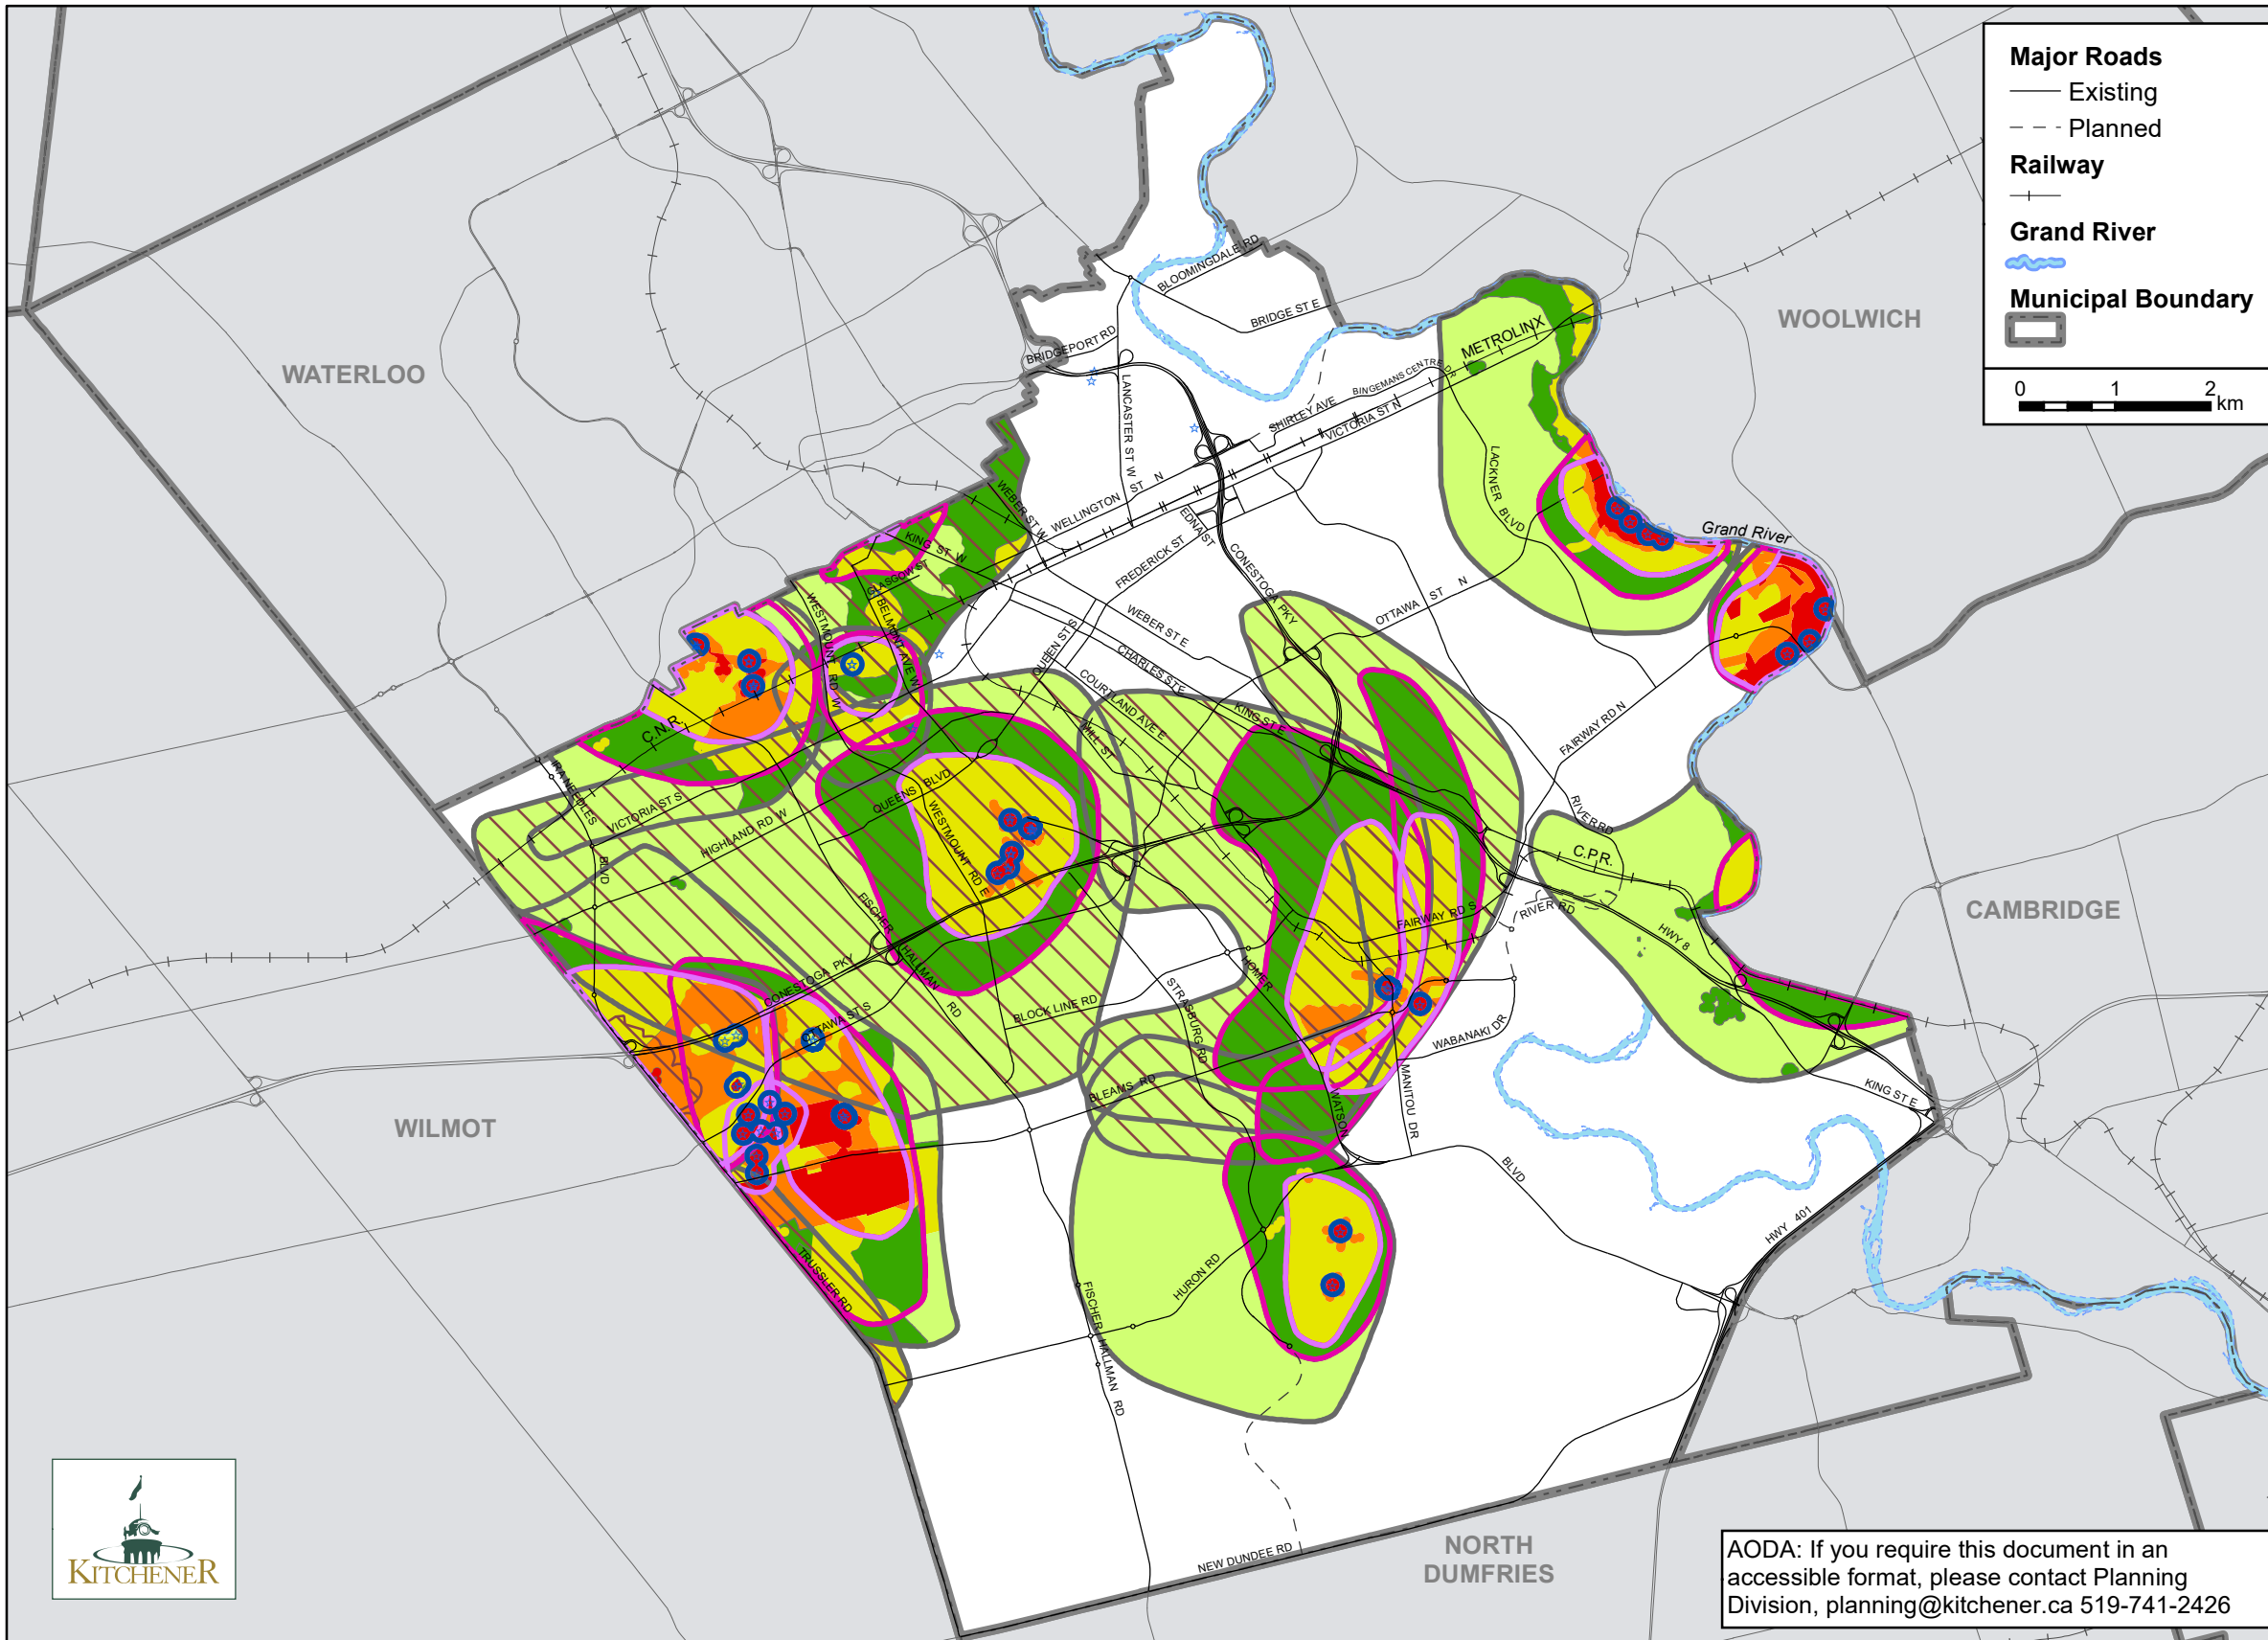 Major Roads
Existing
Planned
Railway
Grand River
Municipal Boundary
0 1 2
km
WATERLOO
WOOLWICH
CAMBRIDGE
WILMOT
NORTH
DUMFRIES
BLOOMINGDALE RD
BRIDGE ST E
BRIDGEPORT RD
METROLINX
BINGEMANS CENTRE DR
SHIRLEY AVE
VICTORIA ST N
LANCASTER ST W
WELLINGTON ST N
WEBER ST W
KING ST W
GLASGOW ST
BELMONT AVE W
WESTMOUNT RD W
EDNA ST
FREDERICK ST
CONESTOGA PKY
LACKNER BLVD
Grand River
OTTAWA ST N
WEBER ST E
QUEEN ST S
CHARLES ST E
COURTLAND AVE E
KING ST E
MILL ST
FAIRWAY RD N
C.N.R.
IRA NEEDLES
BLVD
VICTORIA ST S
HIGHLAND RD W
QUEENS BLVD
WESTMOUNT RD E
FISCHER
HALLMAN
RD
RIVER RD
C.P.R.
RIVER RD
FAIRWAY RD S
HWY 8
KING ST E
CONESTOGA PKY
OTTAWA ST S
BLOCK LINE RD
STRASBURG RD
HOMER
WATSON
BLVD
WABANAKI DR
MANITOU DR
BLEAMS RD
HURON RD
TRUSSLER RD
FISCHER HALLMAN RD
HWY 401
NEW DUNDEE RD
KITCHENER
AODA: If you require this document in an
accessible format, please contact Planning
Division, planning@kitchener.ca 519-741-2426